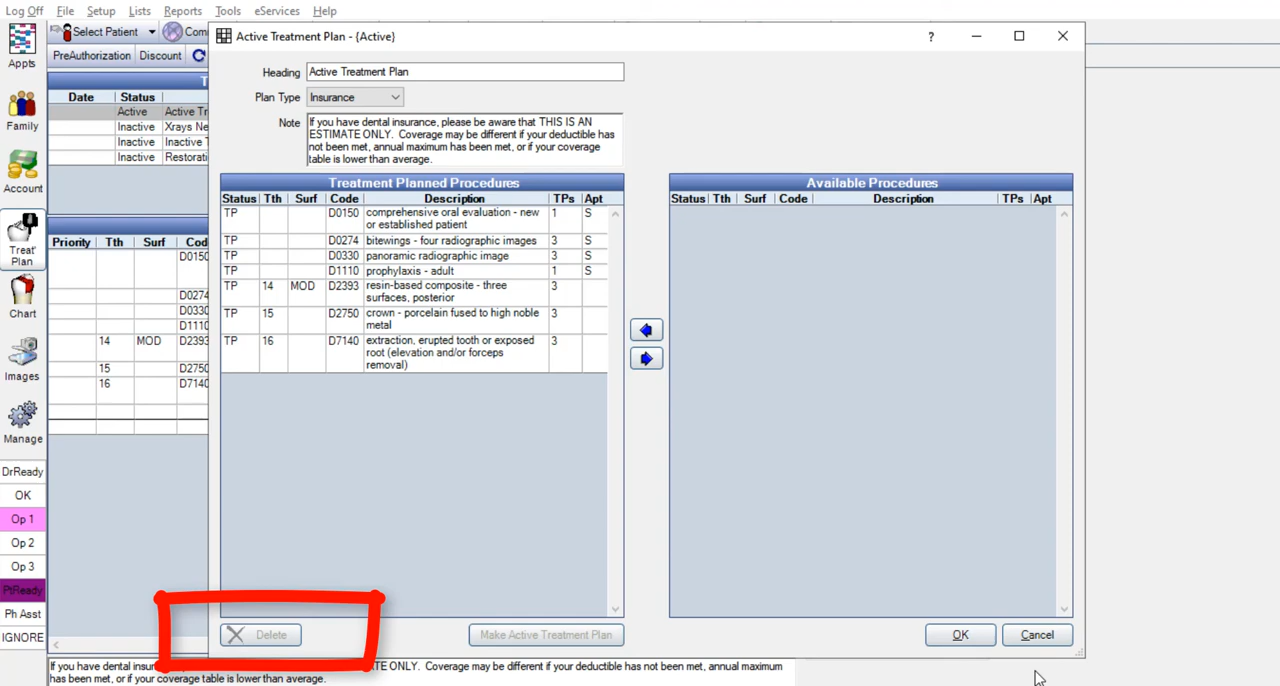 Log Off File Setup Lists Reports Tools eServices Help
Select Patient
PreAuthorization Discount
Appts
Family
Account
Treat' Plan
Chart
Images
Manage
DrReady
OK
Op 1
Op 2
Op 3
PtReady
Ph Asst
IGNORE
Date Status
Active Active
Inactive Xrays
Inactive Inactive
Inactive
Priority Tth Surf
D0150
D0274
D0330
D1110
14 MOD D2393
15 D2750
16 D7140
Active Treatment Plan - {Active}
?
Heading Active Treatment Plan
Plan Type Insurance
Note If you have dental insurance, please be aware that THIS IS AN
ESTIMATE ONLY. Coverage may be different if your deductible has
not been met, annual maximum has been met, or if your coverage
table is lower than average.
Treatment Planned Procedures
Status Tth Surf Code Description TPs Apt
TP D0150 comprehensive oral evaluation - new 1 S
or established patient
TP D0274 bitewings - four radiographic images 3 S
TP D0330 panoramic radiographic image 3 S
TP D1110 prophylaxis - adult 1 S
TP 14 MOD D2393 resin-based composite - three 3
surfaces, posterior
TP 15 D2750 crown - porcelain fused to high noble 3
metal
TP 16 D7140 extraction, erupted tooth or exposed 3
root (elevation and/or forceps
removal)
Available Procedures
Status Tth Surf Code Description TPs Apt
Delete
Make Active Treatment Plan
OK
Cancel
If you have dental ATE ONLY. Coverage may be different if your deductible has not been met, annual maximum
has been met, or if your coverage table is lower than average.